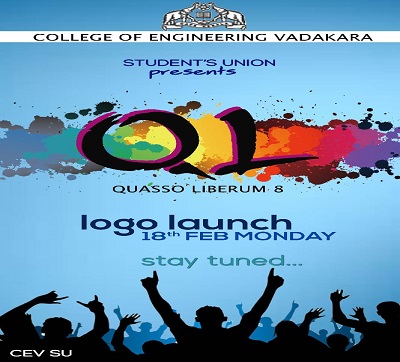 COLLEGE OF ENGINEERING VADAKARA
STUDENT'S UNION
presents
QL
QUASSO LIBERUM 8
logo launch
18th FEB MONDAY
stay tuned...
CEV SU